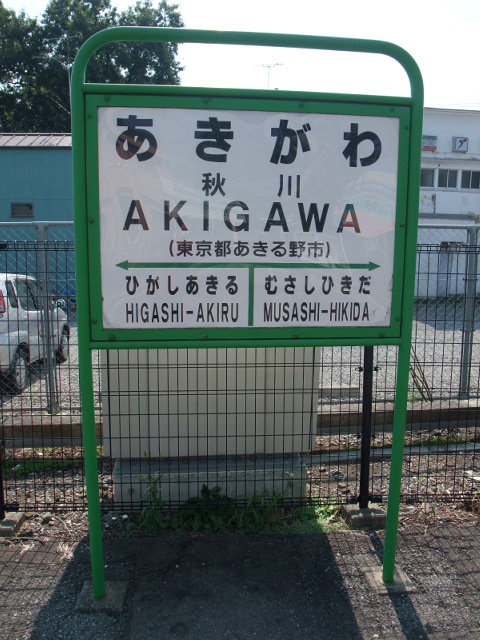 あきがわ
秋川
AKIGAWA
(東京都あきる野市)
ひがしあきる むさしひきだ
HIGASHI-AKIRU MUSASHI-HIKIDA